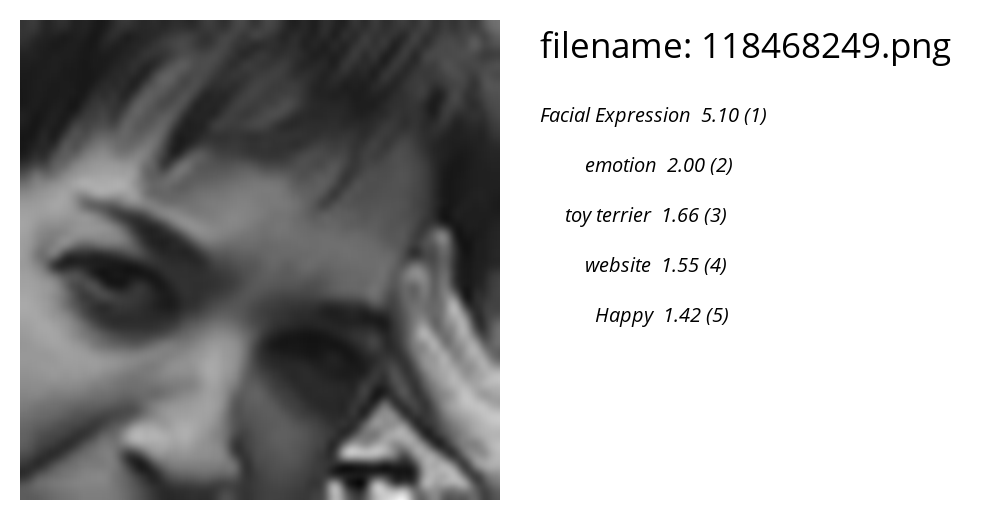 filename: 118468249.png
Facial Expression 5.10 (1)
emotion 2.00 (2)
toy terrier 1.66 (3)
website 1.55 (4)
Happy 1.42 (5)